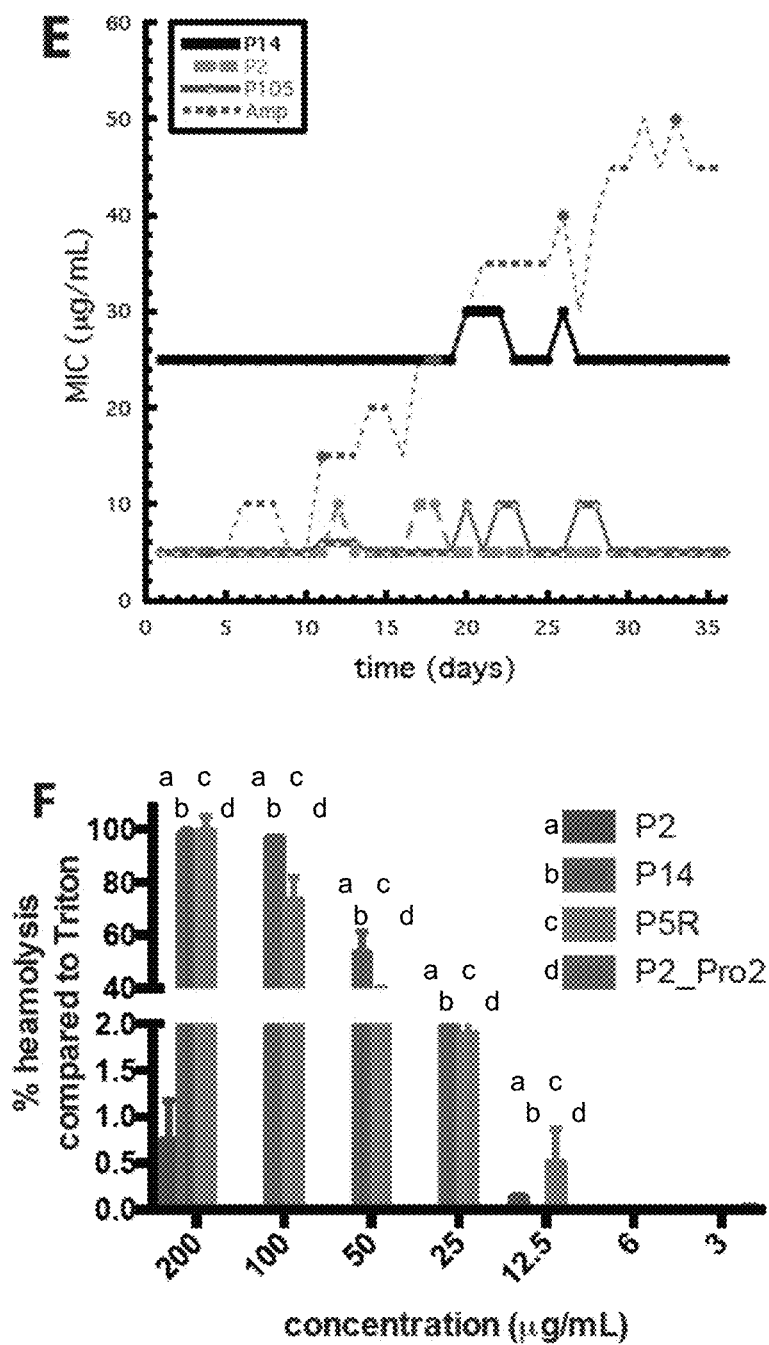 E
60
50
40
30
20
10
0
MIC (µg/mL)
P14
P2
P105
Amp
0 5 10 15 20 25 30 35
time (days)
F
a c a c
b d b d
a c
b d
a c
b d
a c
b d
a P2
b P14
c P5R
d P2_Pro2
% heamolysis
compared to Triton
100
80
60
40
2.0
1.5
1.0
0.5
0.0
200 100 50 25 12.5 6 3
concentration (µg/mL)